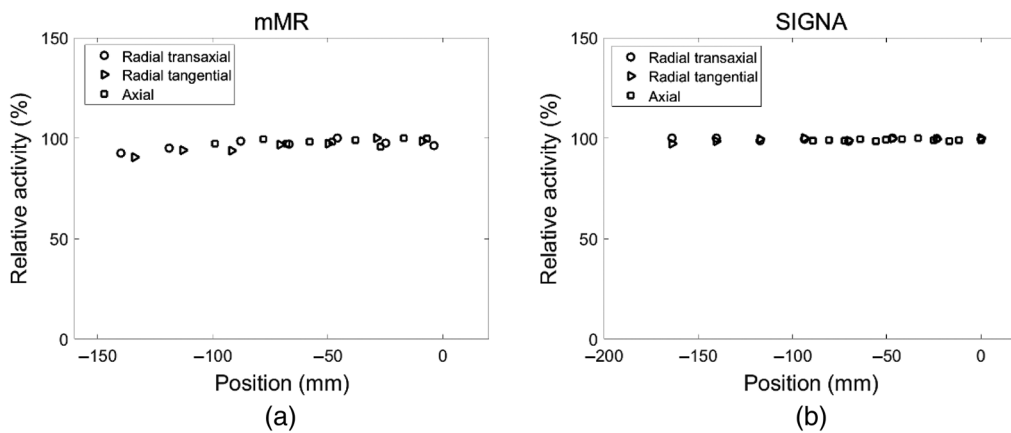 mMR
150
100
50
0
Relative activity (%)
Radial transaxial
Radial tangential
Axial
−150
−100
−50
0
Position (mm)
(a)
SIGNA
150
100
50
0
Relative activity (%)
Radial transaxial
Radial tangential
Axial
−200
−150
−100
−50
0
Position (mm)
(b)